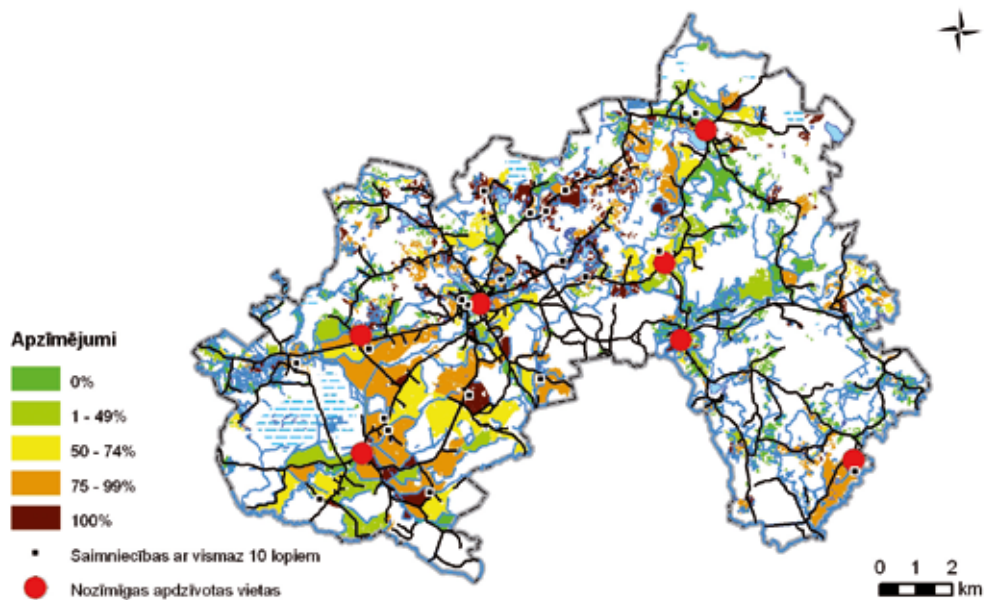 Apzīmējumi
0%
1 - 49%
50 - 74%
75 - 99%
100%
Saimniecības ar vismaz 10 lopiem
Nozīmīgas apdzīvotas vietas
0 1 2
km